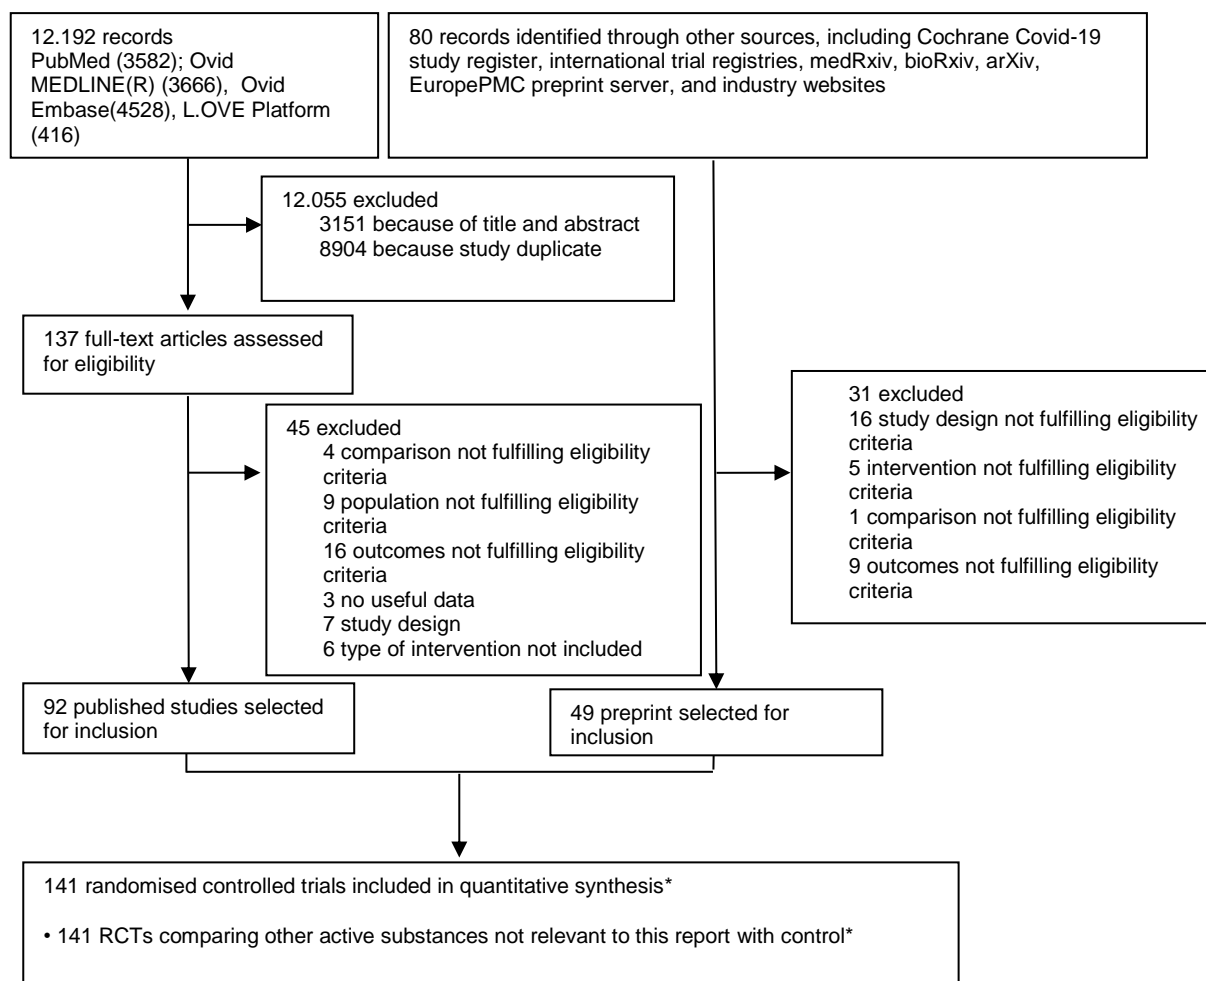 12.192 records
PubMed (3582); Ovid
MEDLINE(R) (3666), Ovid
Embase(4528), L.OVE Platform
(416)
80 records identified through other sources, including Cochrane Covid-19
study register, international trial registries, medRxiv, bioRxiv, arXiv,
EuropePMC preprint server, and industry websites
12.055 excluded
3151 because of title and abstract
8904 because study duplicate
137 full-text articles assessed
for eligibility
45 excluded
4 comparison not fulfilling eligibility
criteria
9 population not fulfilling eligibility
criteria
16 outcomes not fulfilling eligibility
criteria
3 no useful data
7 study design
6 type of intervention not included
31 excluded
16 study design not fulfilling eligibility
criteria
5 intervention not fulfilling eligibility
criteria
1 comparison not fulfilling eligibility
criteria
9 outcomes not fulfilling eligibility
criteria
92 published studies selected
for inclusion
49 preprint selected for
inclusion
141 randomised controlled trials included in quantitative synthesis*
• 141 RCTs comparing other active substances not relevant to this report with control*